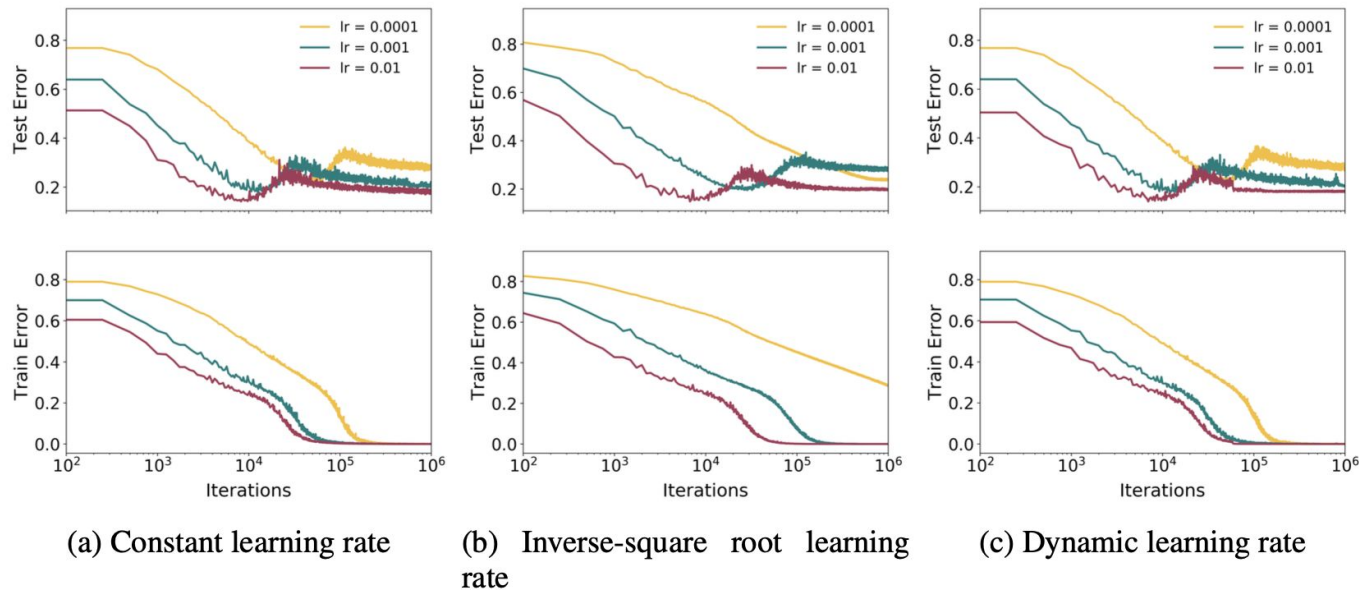 Test Error
0.8
0.6
0.4
0.2
lr = 0.0001
lr = 0.001
lr = 0.01
Test Error
0.8
0.6
0.4
0.2
lr = 0.0001
lr = 0.001
lr = 0.01
Test Error
0.8
0.6
0.4
0.2
lr = 0.0001
lr = 0.001
lr = 0.01
Train Error
0.8
0.6
0.4
0.2
0.0
10² 10³ 10⁴ 10⁵ 10⁶
Iterations
Train Error
0.8
0.6
0.4
0.2
0.0
10² 10³ 10⁴ 10⁵ 10⁶
Iterations
Train Error
0.8
0.6
0.4
0.2
0.0
10² 10³ 10⁴ 10⁵ 10⁶
Iterations
(a) Constant learning rate
(b) Inverse-square root learning
rate
(c) Dynamic learning rate